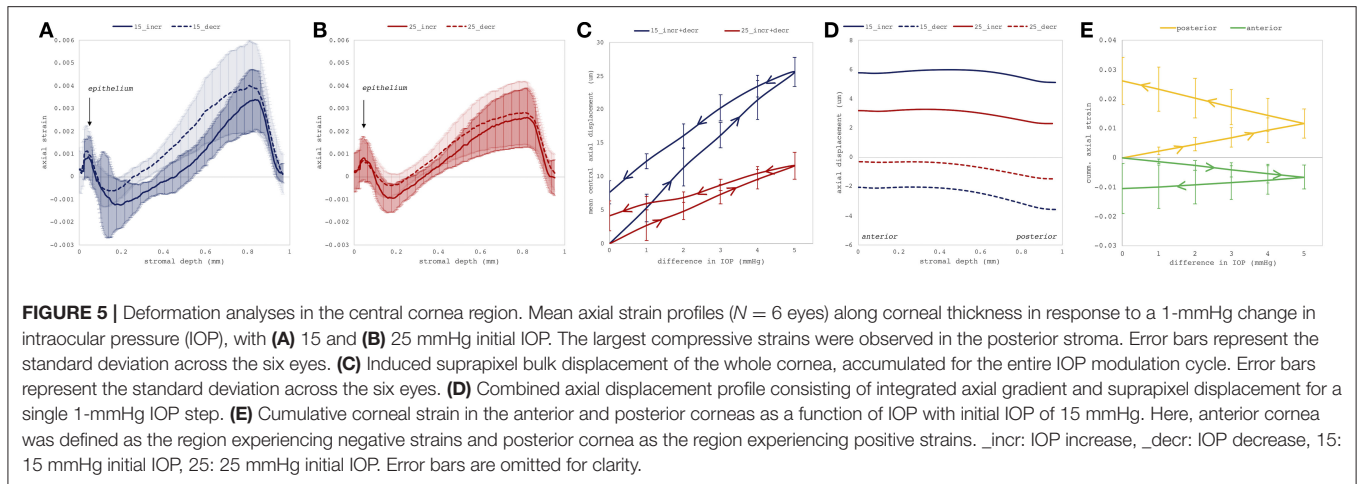 A
15_incr 15_decr
0.006
0.005
0.004
0.003
0.002
0.001
0
-0.001
-0.002
-0.003
axial strain
epithelium
0 0.2 0.4 0.6 0.8 1
stromal depth (mm)
B
25_incr 25_decr
0.006
0.005
0.004
0.003
0.002
0.001
0
-0.001
-0.002
-0.003
axial strain
epithelium
0 0.2 0.4 0.6 0.8 1
stromal depth (mm)
C
15_incr+decr 25_incr+decr
30
25
20
15
10
5
0
mean central axial displacement (um)
0 1 2 3 4 5
difference in IOP (mmHg)
D
15_incr 15_decr 25_incr 25_decr
8
6
4
2
0
-2
-4
-6
axial displacement (um)
anterior posterior
0 0.2 0.4 0.6 0.8 1
stromal depth (mm)
E
posterior anterior
0.04
0.03
0.02
0.01
0
-0.01
-0.02
-0.03
cumm. axial strain
0 1 2 3 4 5
difference in IOP (mmHg)
FIGURE 5 | Deformation analyses in the central cornea region. Mean axial strain profiles (N = 6 eyes) along corneal thickness in response to a 1-mmHg change in
intraocular pressure (IOP), with (A) 15 and (B) 25 mmHg initial IOP. The largest compressive strains were observed in the posterior stroma. Error bars represent the
standard deviation across the six eyes. (C) Induced suprapixel bulk displacement of the whole cornea, accumulated for the entire IOP modulation cycle. Error bars
represent the standard deviation across the six eyes. (D) Combined axial displacement profile consisting of integrated axial gradient and suprapixel displacement for a
single 1-mmHg IOP step. (E) Cumulative corneal strain in the anterior and posterior corneas as a function of IOP with initial IOP of 15 mmHg. Here, anterior cornea
was defined as the region experiencing negative strains and posterior cornea as the region experiencing positive strains. _incr: IOP increase, _decr: IOP decrease, 15:
15 mmHg initial IOP, 25: 25 mmHg initial IOP. Error bars are omitted for clarity.